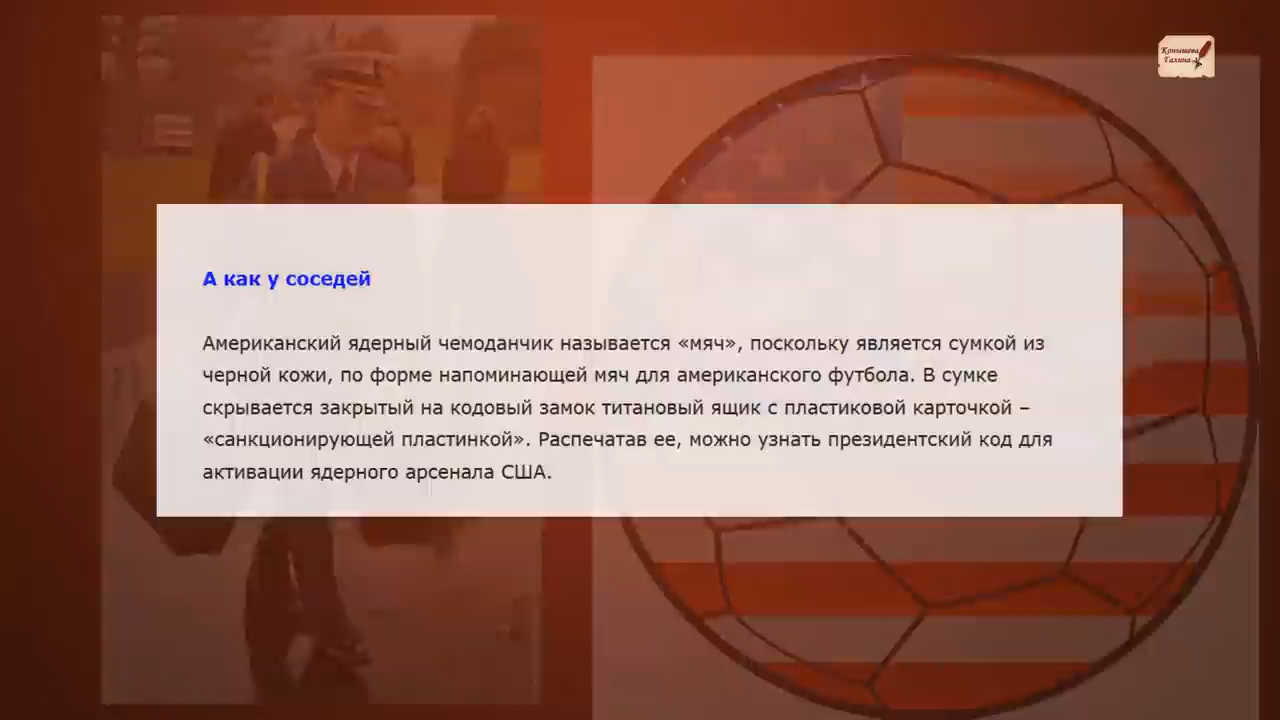 Конышева
Галина
А как у соседей
Американский ядерный чемоданчик называется «мяч», поскольку является сумкой из
черной кожи, по форме напоминающей мяч для американского футбола. В сумке
скрывается закрытый на кодовый замок титановый ящик с пластиковой карточкой –
«санкционирующей пластинкой». Распечатав ее, можно узнать президентский код для
активации ядерного арсенала США.